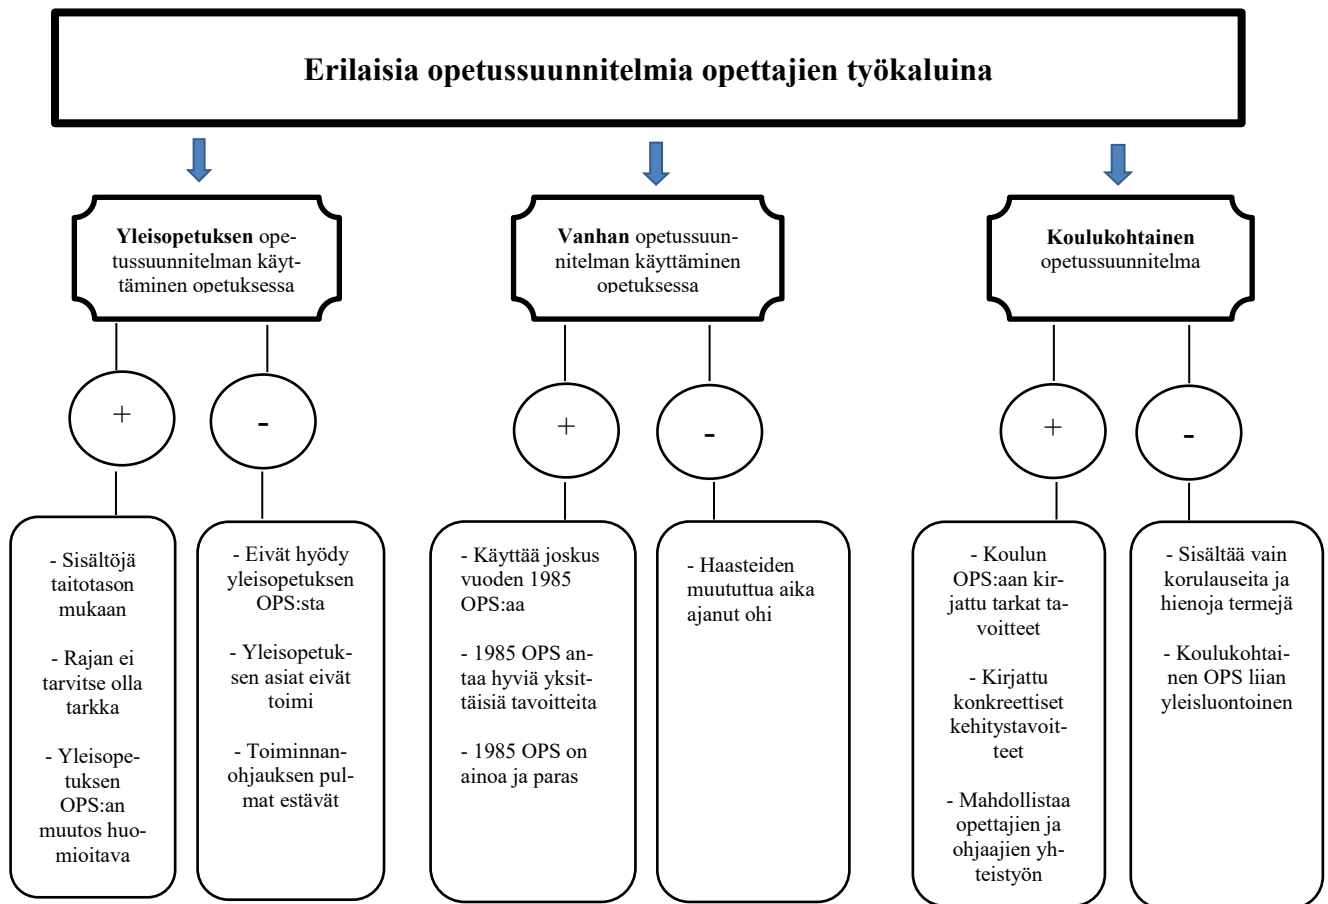 Erilaisia opetussuunnitelmia opettajien työkaluina
Yleisopetuksen ope-
tussuunnitelman käyt-
täminen opetuksessa
Vanhan opetussuun-
nitelman käyttäminen
opetuksessa
Koulukohtainen
opetussuunnitelma
+
-
+
-
+
-
- Sisältöjä
taitotason
mukaan
- Rajan ei
tarvitse olla
tarkka
- Yleisope-
tuksen
OPS:an
muutos huo-
mioitava
- Eivät hyödy
yleisopetuksen
OPS:sta
- Yleisopetuk-
sen asiat eivät
toimi
- Toiminnan-
ohjauksen pul-
mat estävät
- Käyttää joskus
vuoden 1985
OPS:aa
- 1985 OPS an-
taa hyviä yksit-
täisiä tavoitteita
- 1985 OPS on
ainoa ja paras
- Haasteiden
muututtua aika
ajanut ohi
- Koulun
OPS:aan kir-
jattu tarkat ta-
voitteet
- Kirjattu
konkreettiset
kehitystavoit-
teet
- Mahdollistaa
opettajien ja
ohjaajien yh-
teistyön
- Sisältää vain
korulauseita ja
hienoja termejä
- Koulukohtai-
nen OPS liian
yleisluontoinen